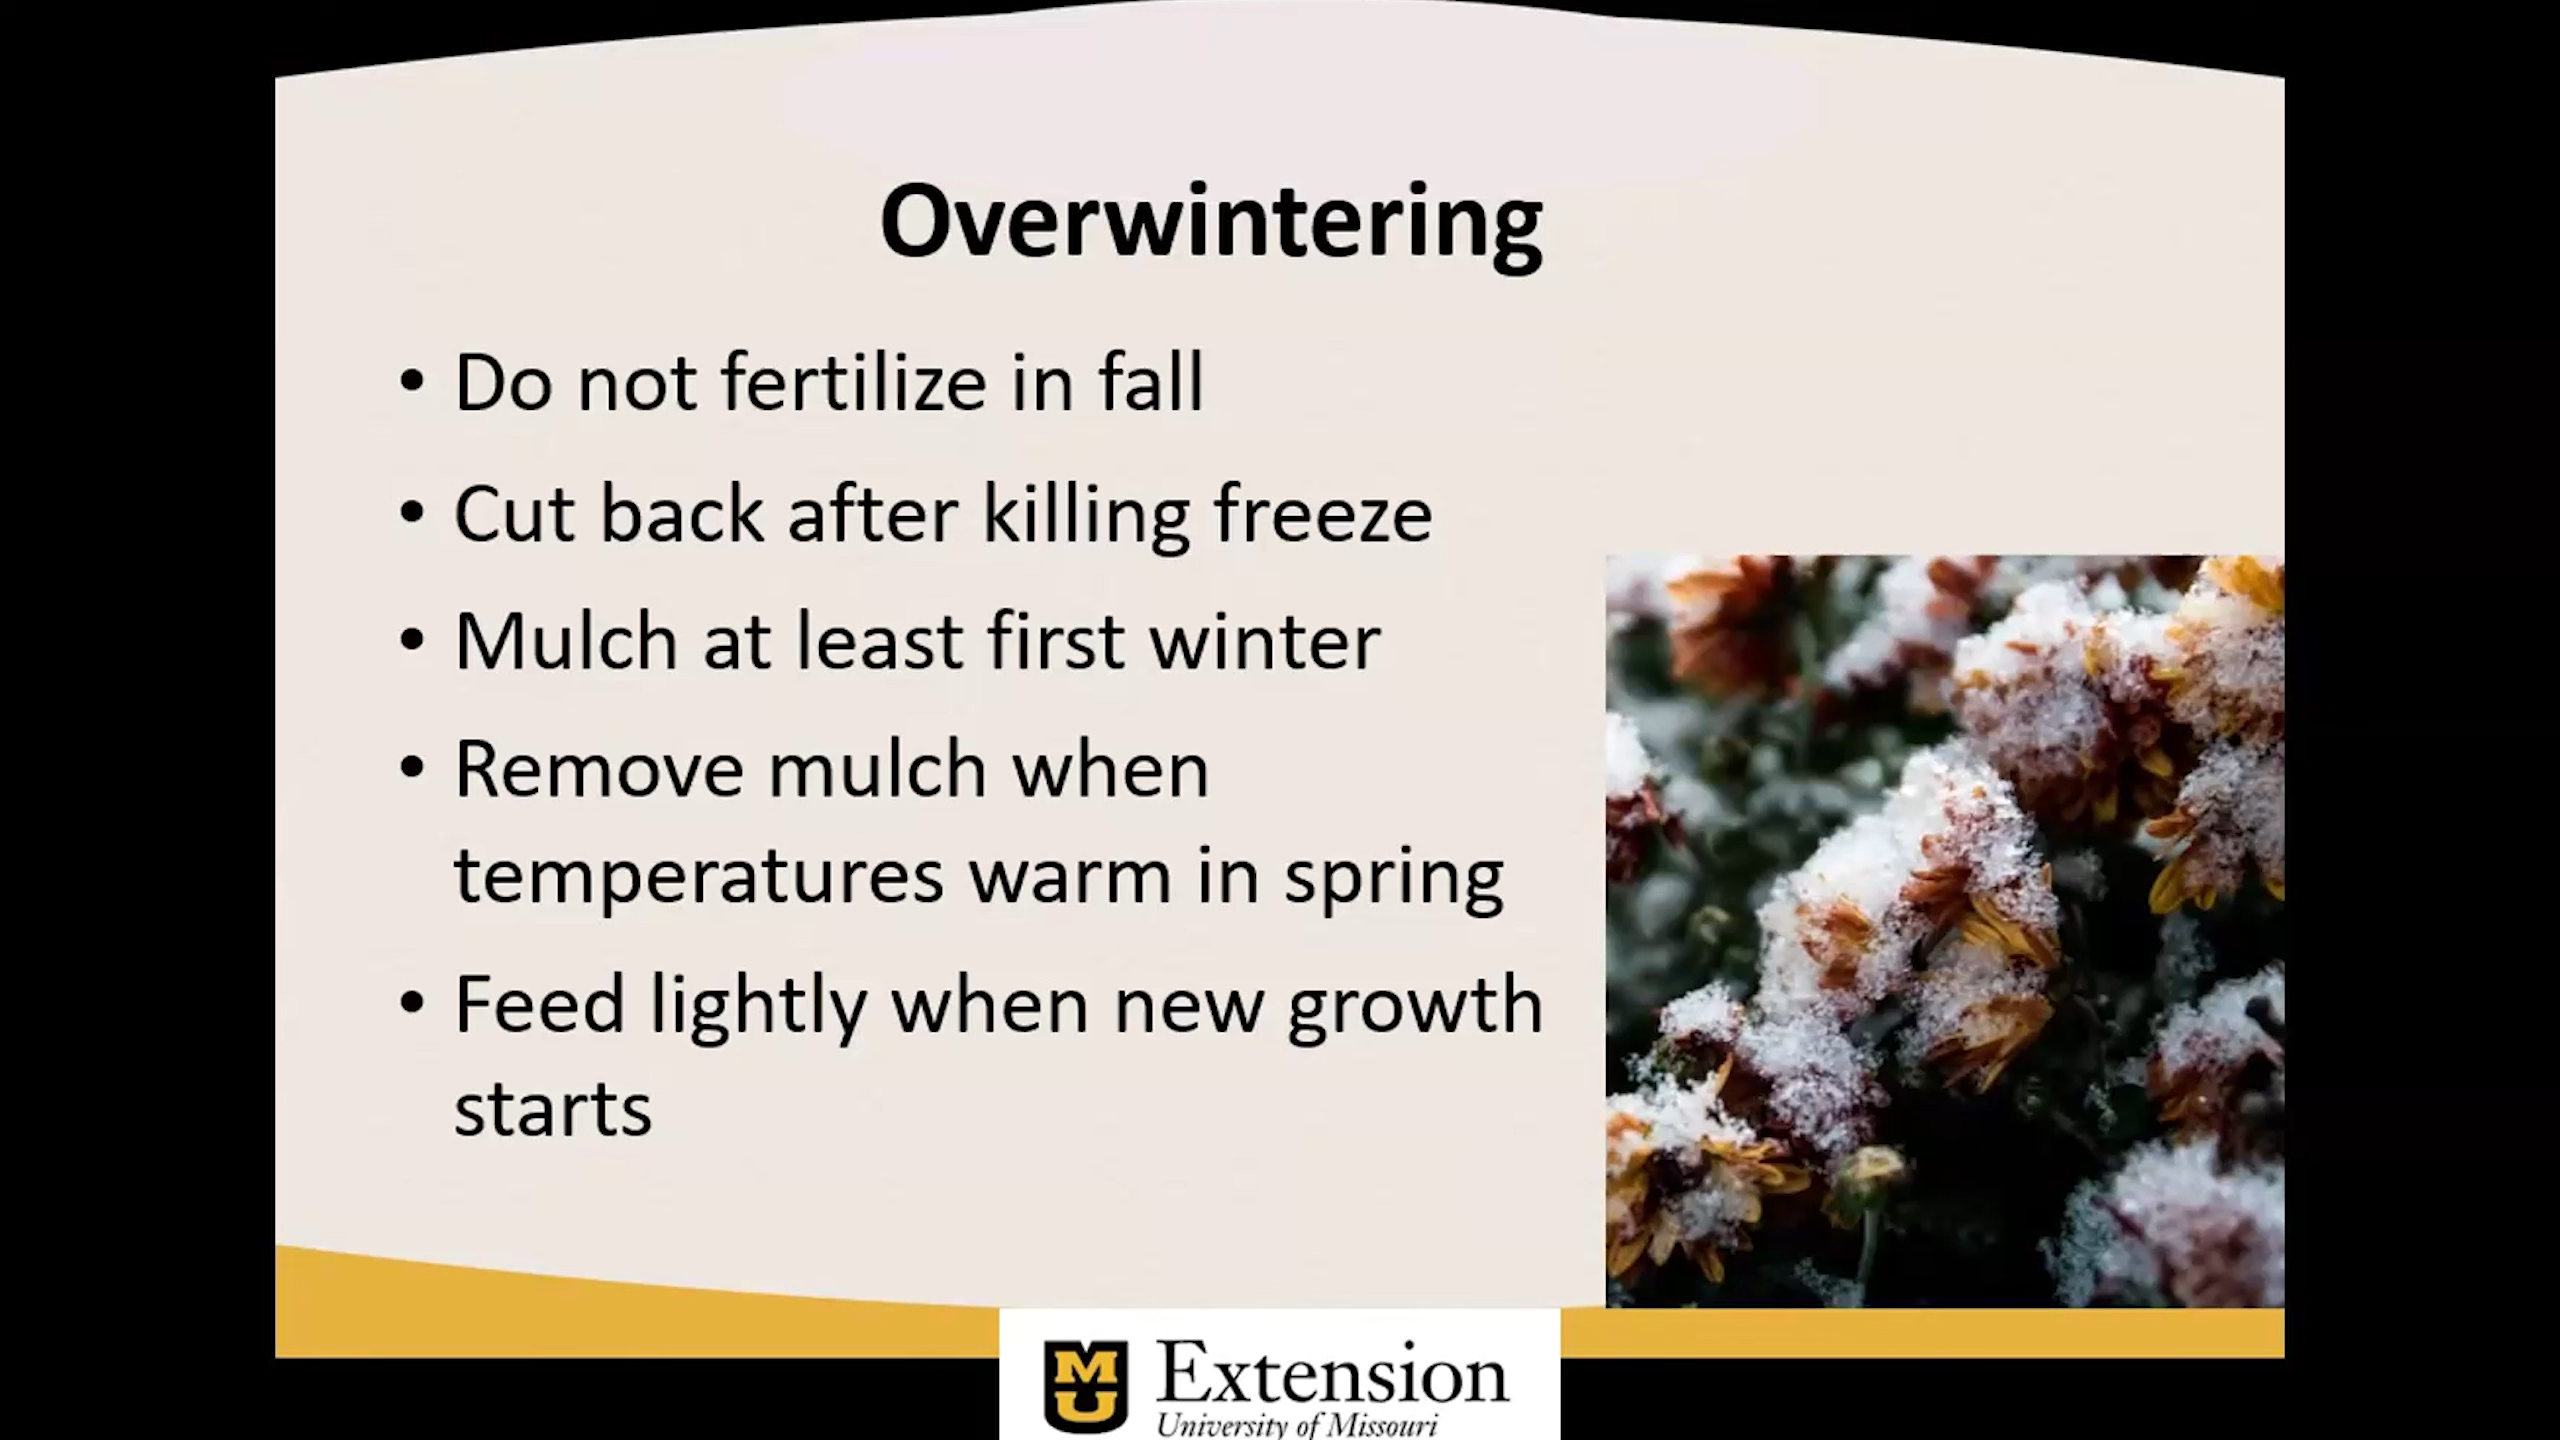 Overwintering
• Do not fertilize in fall
• Cut back after killing freeze
• Mulch at least first winter
• Remove mulch when
temperatures warm in spring
• Feed lightly when new growth
starts
MU
Extension
University of Missouri